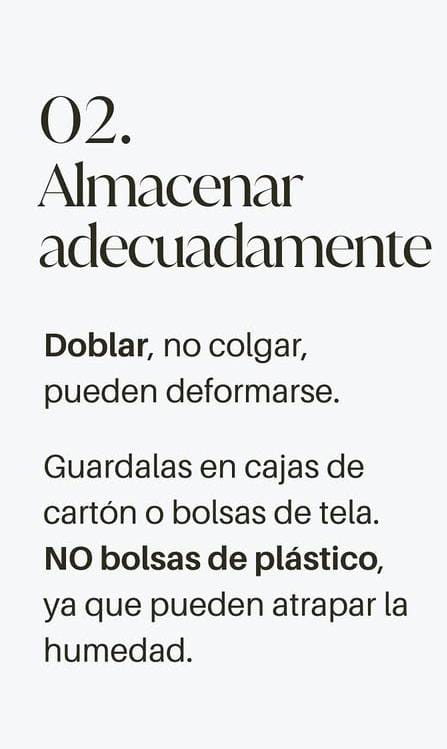 02.
Almacenar
adecuadamente
Doblar, no colgar,
pueden deformarse.
Guardalas en cajas de
cartón o bolsas de tela.
NO bolsas de plástico,
ya que pueden atrapar la
humedad.